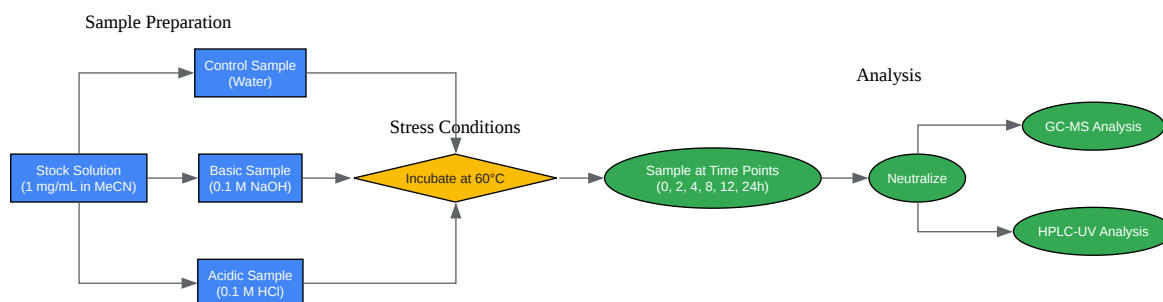 Sample Preparation
Control Sample
(Water)
Analysis
GC-MS Analysis
Stress Conditions
Stock Solution
(1 mg/mL in MeCN)
Basic Sample
(0.1 M NaOH)
Incubate at 60°C
Sample at Time Points
(0, 2, 4, 8, 12, 24h)
Neutralize
HPLC-UV Analysis
Acidic Sample
(0.1 M HCl)